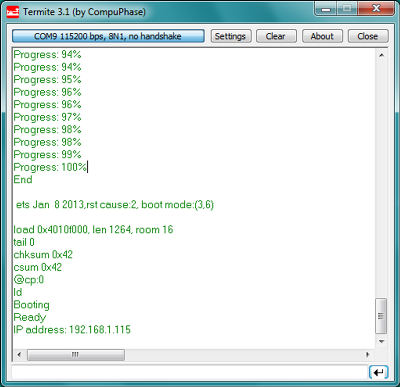 Termite 3.1 (by CompuPhase)
COM9 115200 bps, 8N1, no handshake
Settings
Clear
About
Close
Progress: 94%
Progress: 94%
Progress: 95%
Progress: 96%
Progress: 96%
Progress: 97%
Progress: 98%
Progress: 98%
Progress: 99%
Progress: 100%
End
ets Jan  8 2013,rst cause:2, boot mode:(3,6)
load 0x4010f000, len 1264, room 16
tail 0
chksum 0x42
csum 0x42
@cp:0
ld
Booting
Ready
IP address: 192.168.1.115